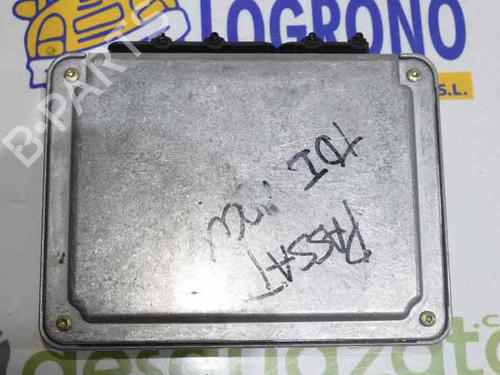 LOGROÑO
S.L.
B-PARTS
TDI
PASSAT
desguazato